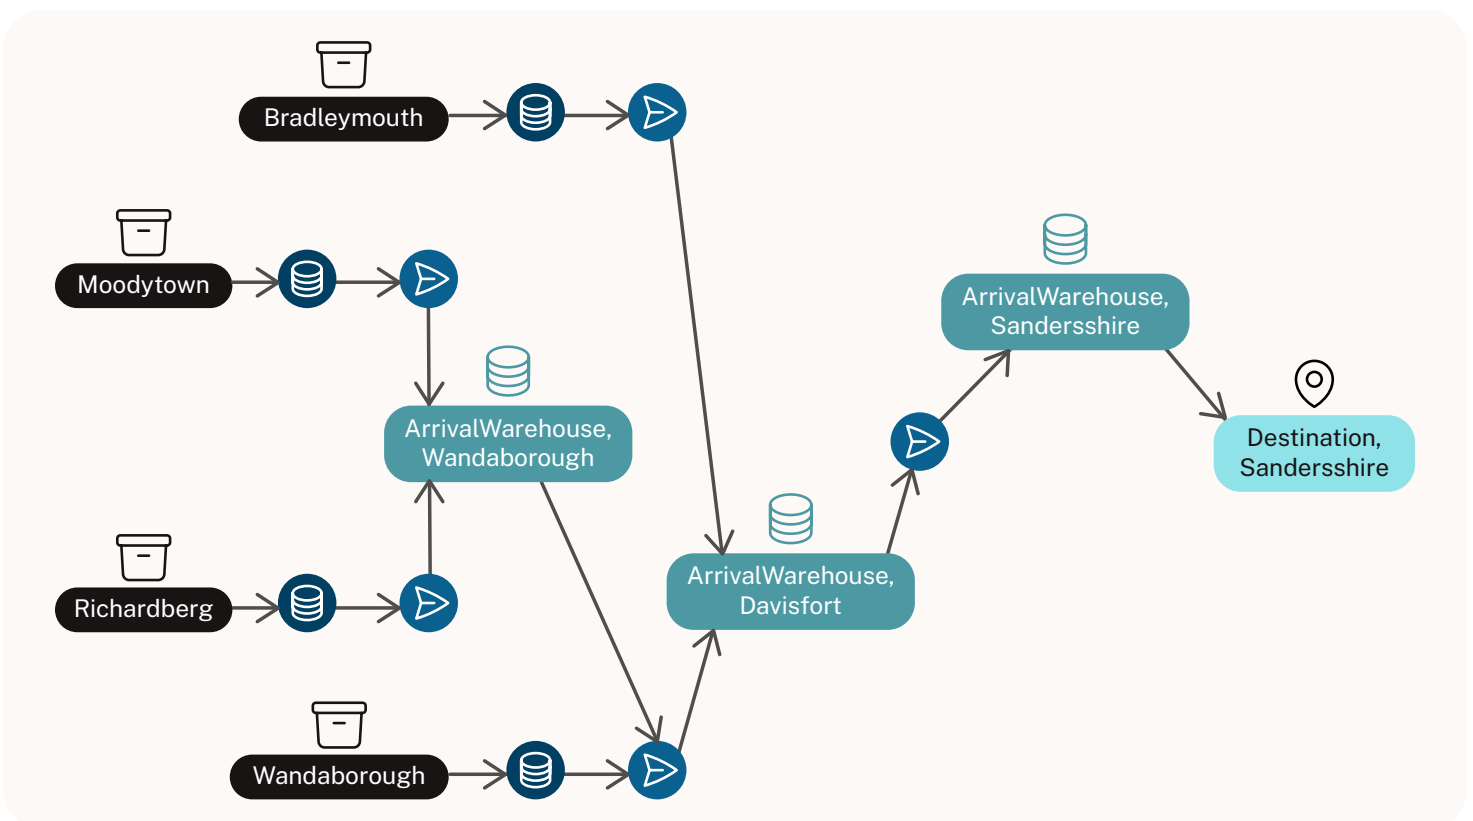 Bradleymouth
Moodytown
ArrivalWarehouse,
Sandersshire
ArrivalWarehouse,
Wandaborough
Destination,
Sandersshire
ArrivalWarehouse,
Davisfort
Richardberg
Wandaborough